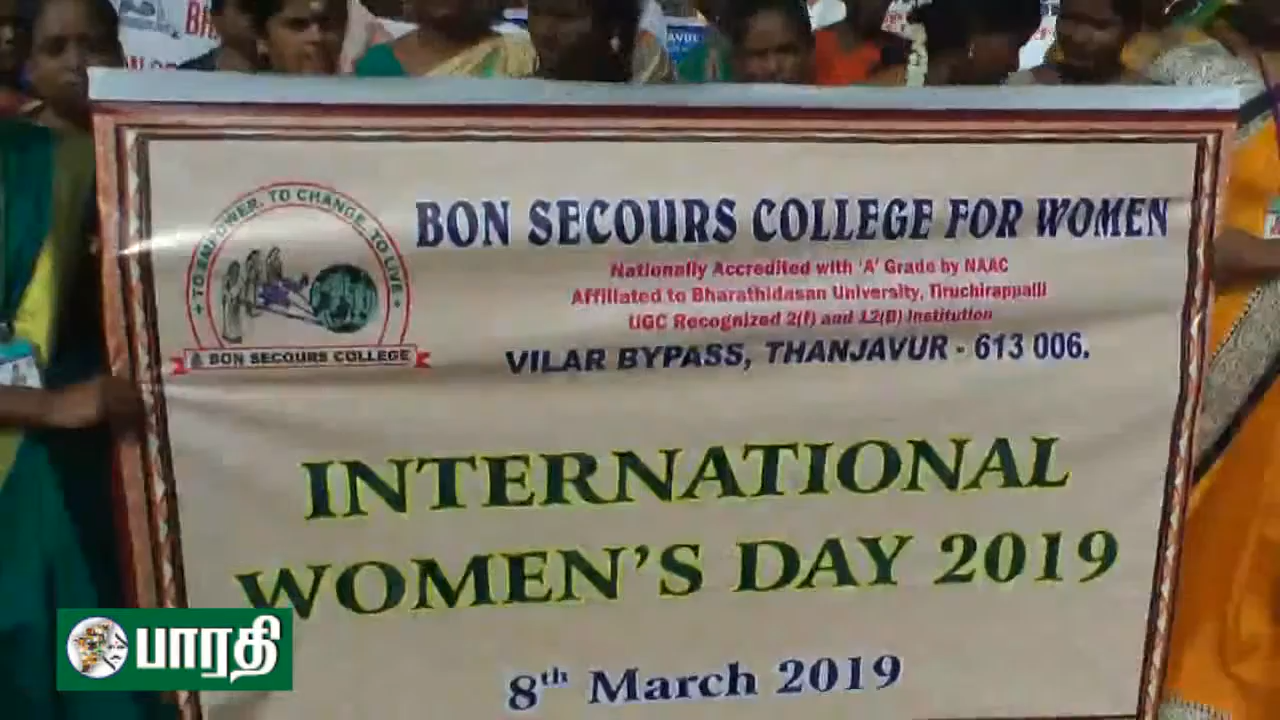 TO EMPOWER, TO CHANGE, TO LIVE
BON SECOURS COLLEGE
BON SECOURS COLLEGE FOR WOMEN
Nationally Accredited with 'A' Grade by NAAC
Affiliated to Bharathidasan University, Tiruchirappalli
UGC Recognized 2(f) and 12(B) Institution
VILAR BYPASS, THANJAVUR - 613 006.
INTERNATIONAL
WOMEN'S DAY 2019
8th March 2019
பாரதி